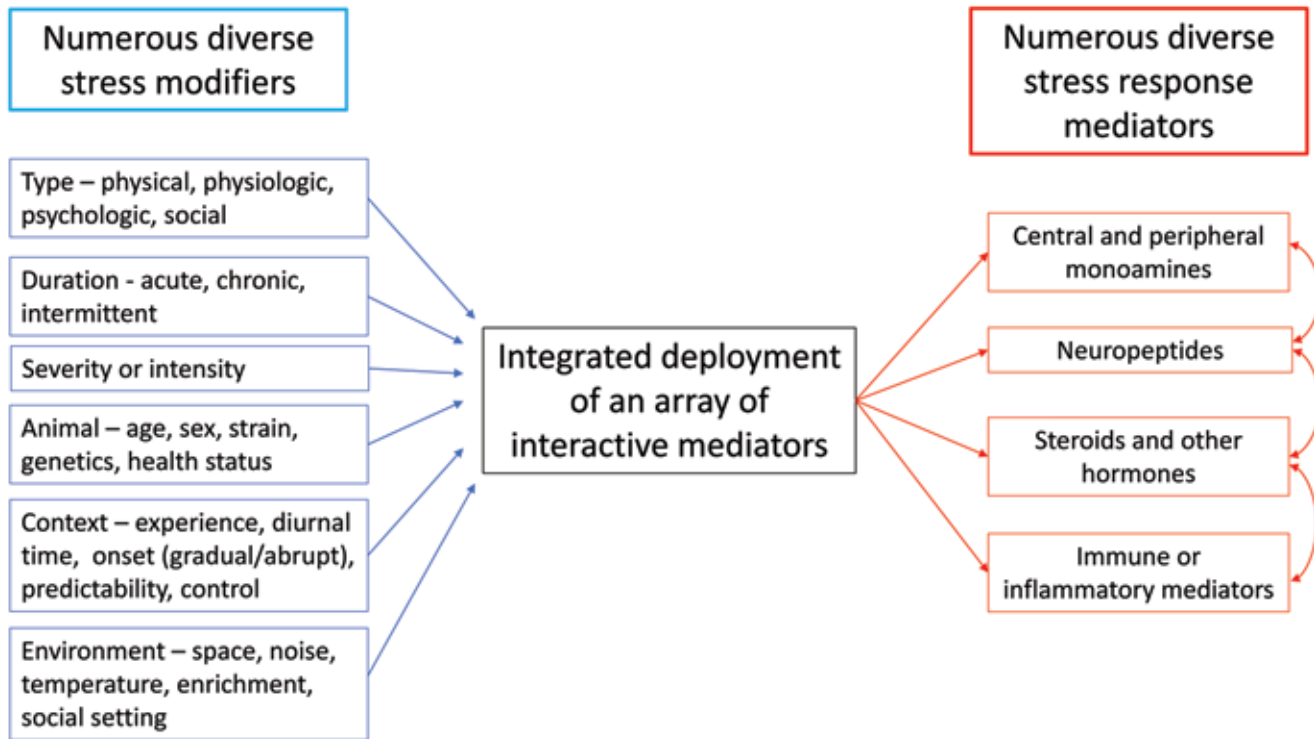 Numerous diverse
stress modifiers
Type – physical, physiologic,
psychologic, social
Duration - acute, chronic,
intermittent
Severity or intensity
Animal – age, sex, strain,
genetics, health status
Context – experience, diurnal
time,  onset (gradual/abrupt),
predictability, control
Environment – space, noise,
temperature, enrichment,
social setting
Integrated deployment
of an array of
interactive mediators
Numerous diverse
stress response
mediators
Central and peripheral
monoamines
Neuropeptides
Steroids and other
hormones
Immune or
inflammatory mediators